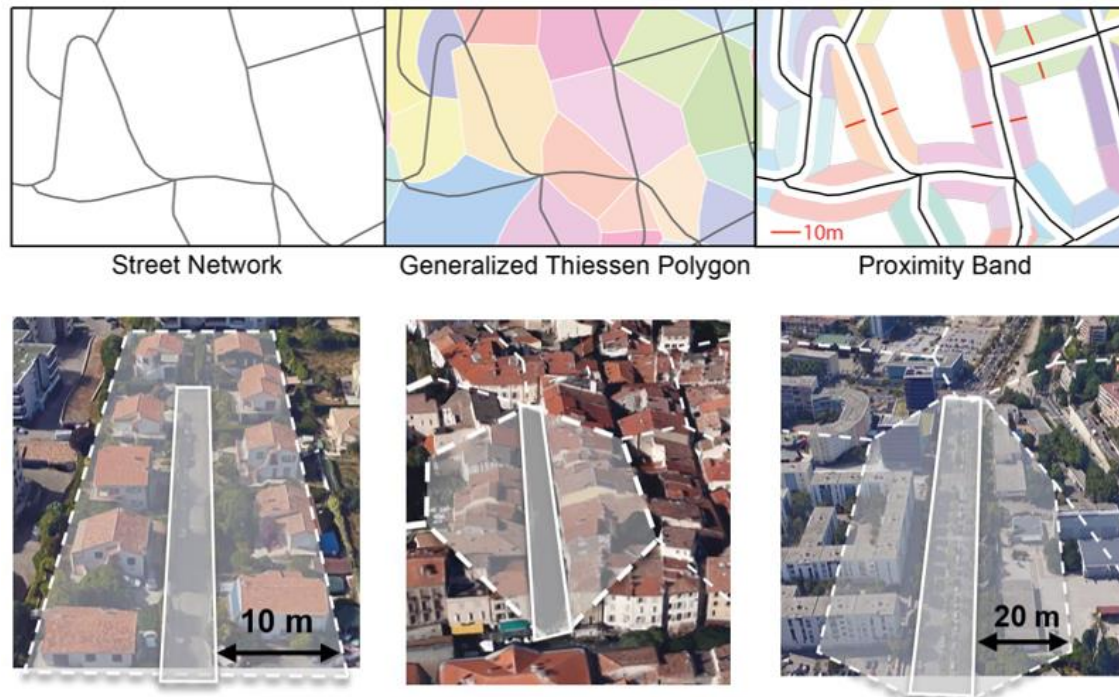 10m
Street Network
Generalized Thiessen Polygon
Proximity Band
10 m
20 m